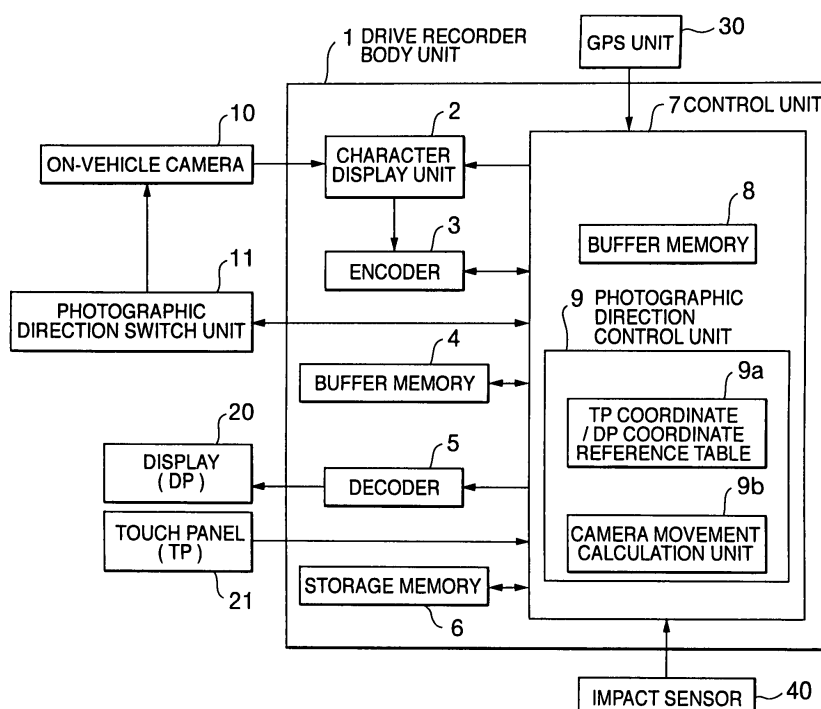 1 DRIVE RECORDER
BODY UNIT
30
GPS UNIT
7 CONTROL UNIT
10
ON-VEHICLE CAMERA
2
CHARACTER
DISPLAY UNIT
8
BUFFER MEMORY
3
ENCODER
11
PHOTOGRAPHIC
DIRECTION SWITCH UNIT
9 PHOTOGRAPHIC
DIRECTION
CONTROL UNIT
4
BUFFER MEMORY
9a
TP COORDINATE
/ DP COORDINATE
REFERENCE TABLE
20
DISPLAY
( DP )
5
DECODER
9b
CAMERA MOVEMENT
CALCULATION UNIT
TOUCH PANEL
( TP )
21
STORAGE MEMORY
6
IMPACT SENSOR
40